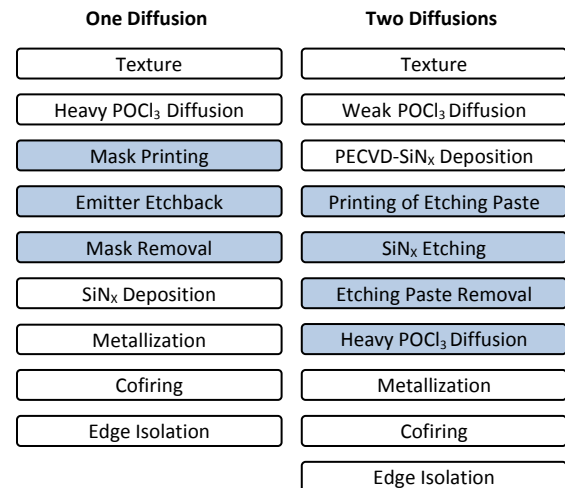 One Diffusion
Texture
Heavy POCl₃ Diffusion
Mask Printing
Emitter Etchback
Mask Removal
SiNₓ Deposition
Metallization
Cofiring
Edge Isolation
Two Diffusions
Texture
Weak POCl₃ Diffusion
PECVD-SiNₓ Deposition
Printing of Etching Paste
SiNₓ Etching
Etching Paste Removal
Heavy POCl₃ Diffusion
Metallization
Cofiring
Edge Isolation